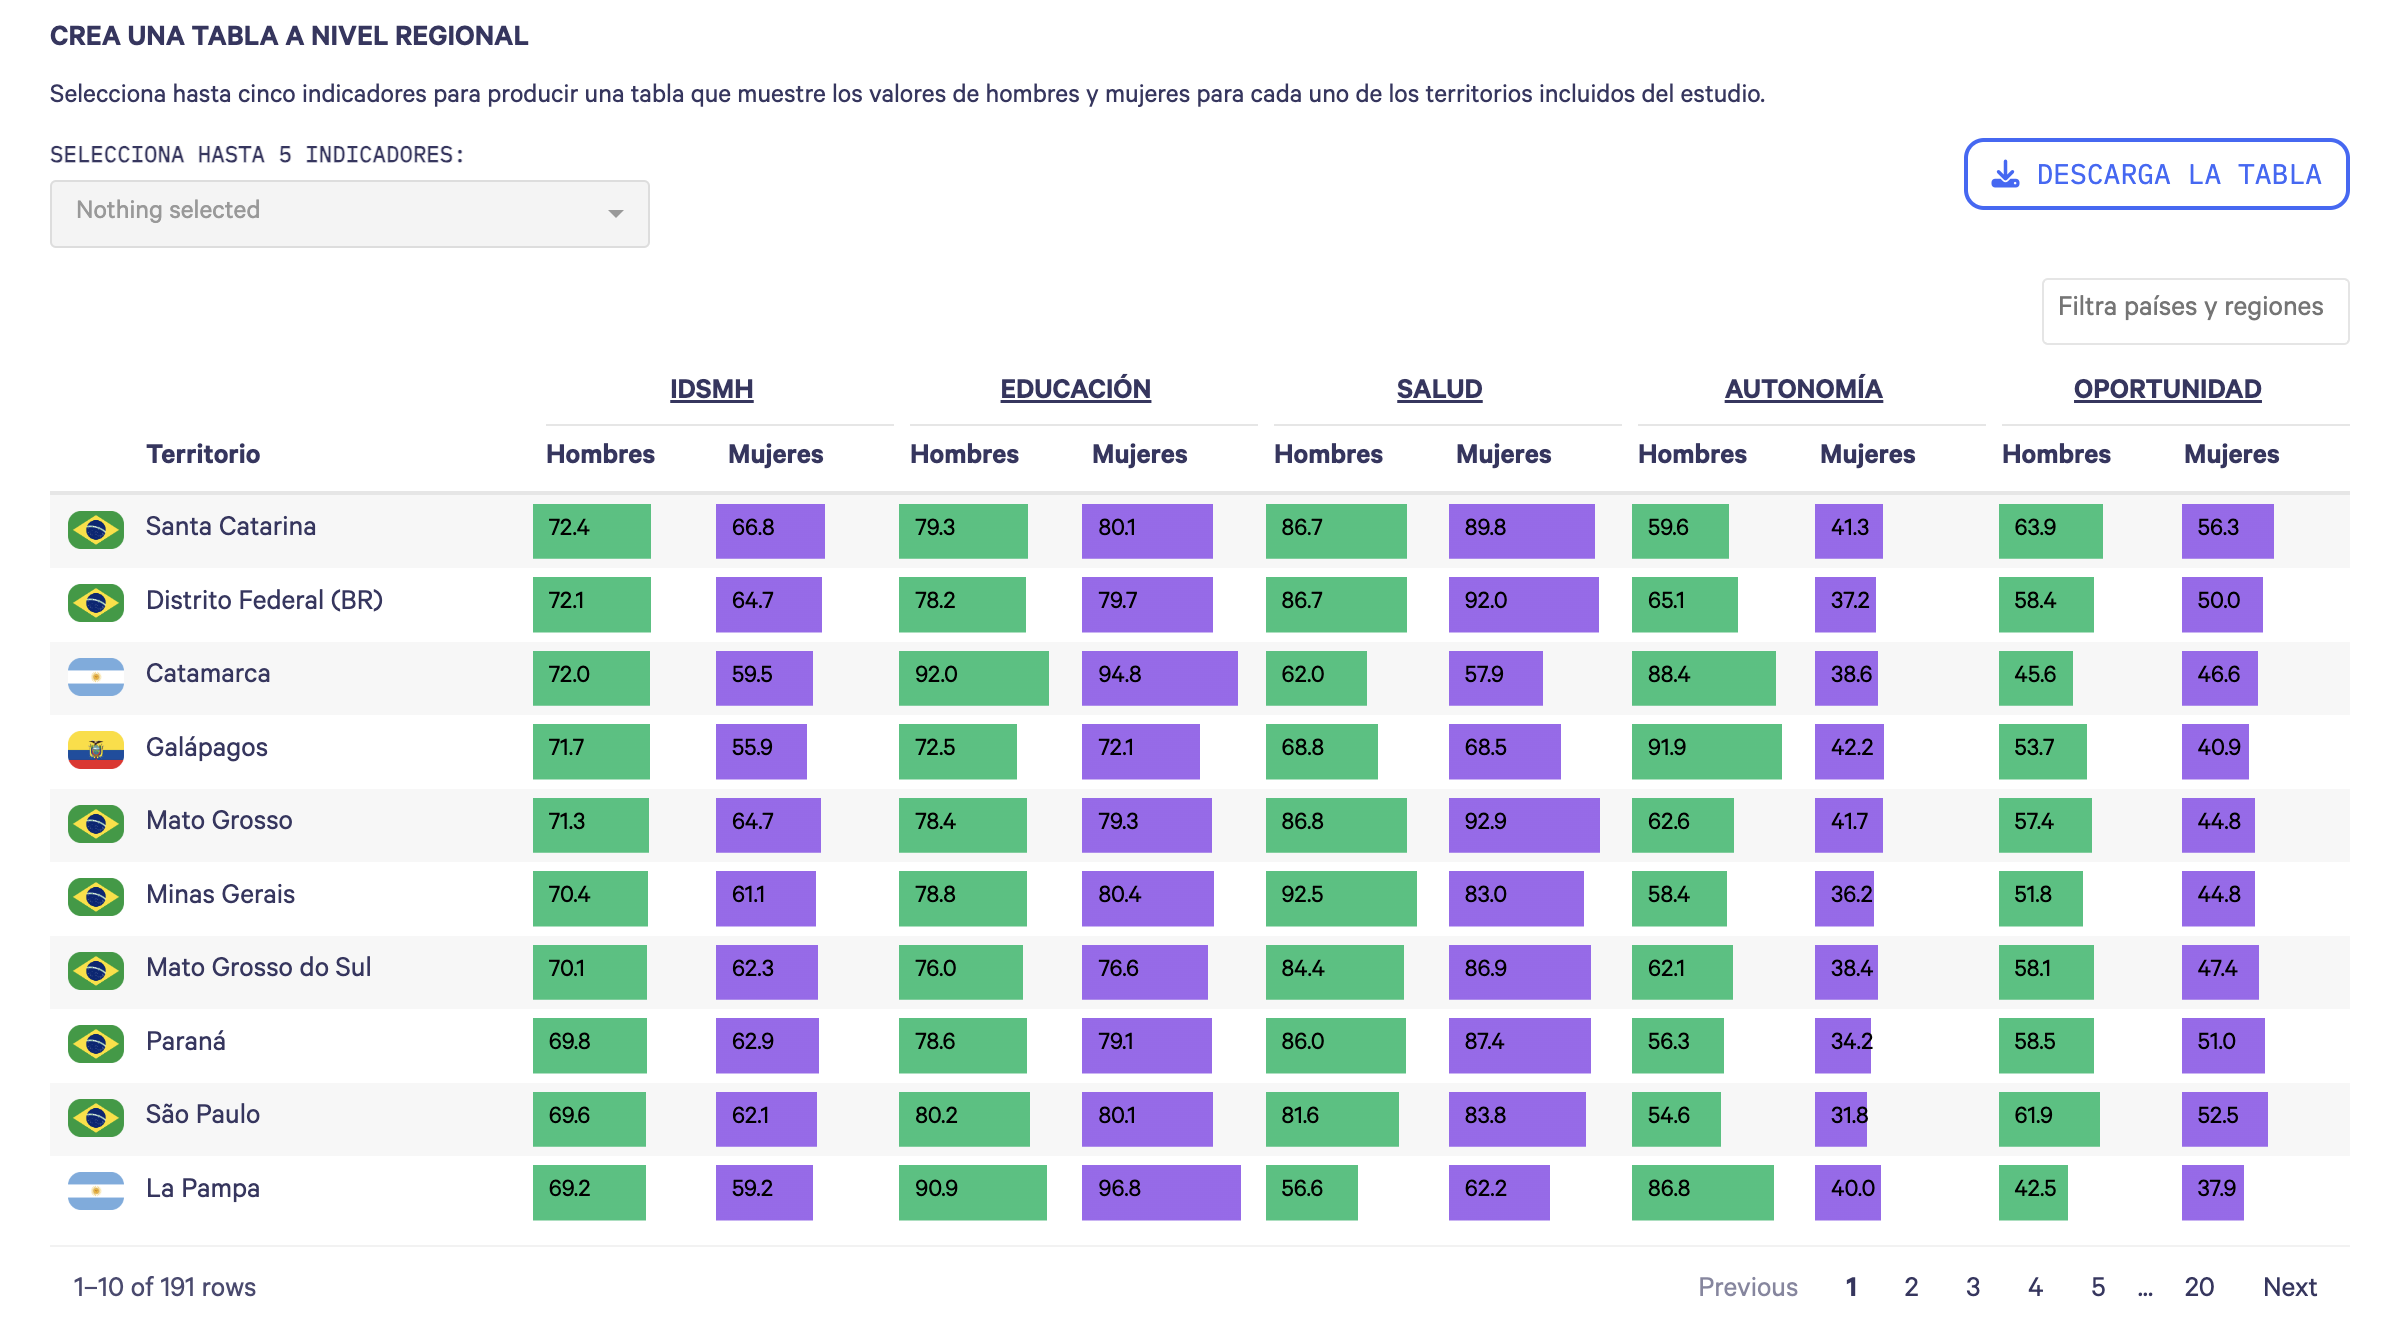 CREA UNA TABLA A NIVEL REGIONAL
Selecciona hasta cinco indicadores para producir una tabla que muestre los valores de hombres y mujeres para cada uno de los territorios incluidos del estudio.
SELECCIONA HASTA 5 INDICADORES:
Nothing selected
DESCARGA LA TABLA
Filtra países y regiones
IDSMH EDUCACIÓN SALUD AUTONOMÍA OPORTUNIDAD
Territorio Hombres Mujeres Hombres Mujeres Hombres Mujeres Hombres Mujeres Hombres Mujeres
Santa Catarina 72.4 66.8 79.3 80.1 86.7 89.8 59.6 41.3 63.9 56.3
Distrito Federal (BR) 72.1 64.7 78.2 79.7 86.7 92.0 65.1 37.2 58.4 50.0
Catamarca 72.0 59.5 92.0 94.8 62.0 57.9 88.4 38.6 45.6 46.6
Galápagos 71.7 55.9 72.5 72.1 68.8 68.5 91.9 42.2 53.7 40.9
Mato Grosso 71.3 64.7 78.4 79.3 86.8 92.9 62.6 41.7 57.4 44.8
Minas Gerais 70.4 61.1 78.8 80.4 92.5 83.0 58.4 36.2 51.8 44.8
Mato Grosso do Sul 70.1 62.3 76.0 76.6 84.4 86.9 62.1 38.4 58.1 47.4
Paraná 69.8 62.9 78.6 79.1 86.0 87.4 56.3 34.2 58.5 51.0
São Paulo 69.6 62.1 80.2 80.1 81.6 83.8 54.6 31.8 61.9 52.5
La Pampa 69.2 59.2 90.9 96.8 56.6 62.2 86.8 40.0 42.5 37.9
1–10 of 191 rows Previous 1 2 3 4 5 ... 20 Next